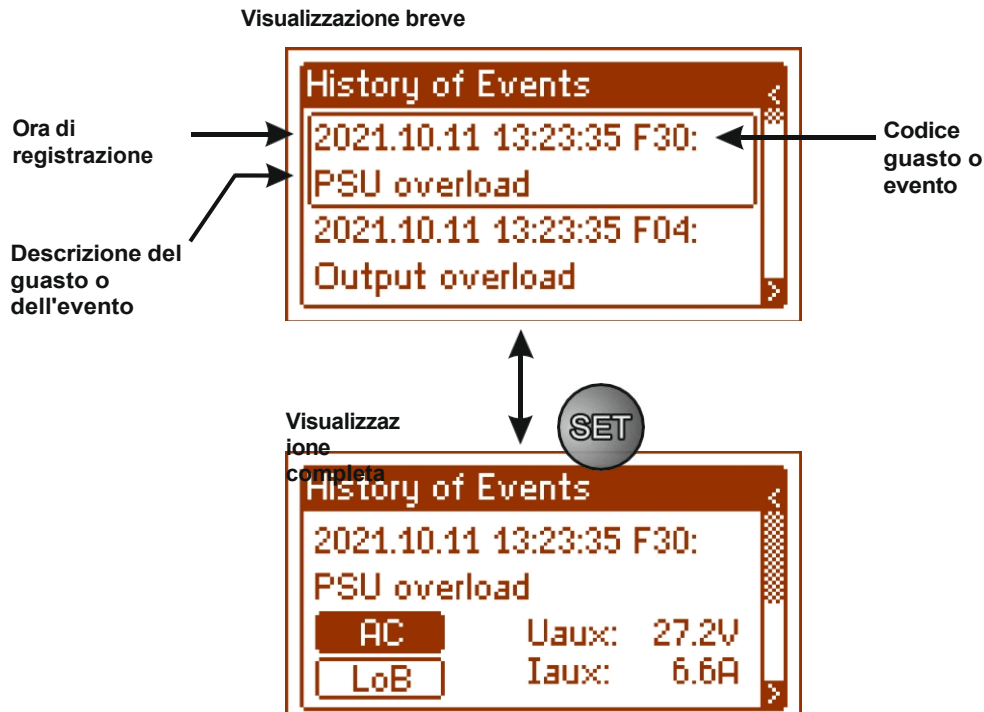 Visualizzazione breve
History of Events
<
Ora di
registrazione
2021.10.11 13:23:35 F30:
PSU overload
Codice
guasto o
evento
Descrizione del
guasto o
dell'evento
2021.10.11 13:23:35 F04:
Output overload
>
Visualizzaz
ione
completa
SET
History of Events
<
2021.10.11 13:23:35 F30:
PSU overload
AC
Uaux: 27.2V
LoB
Iaux: 6.6A
>